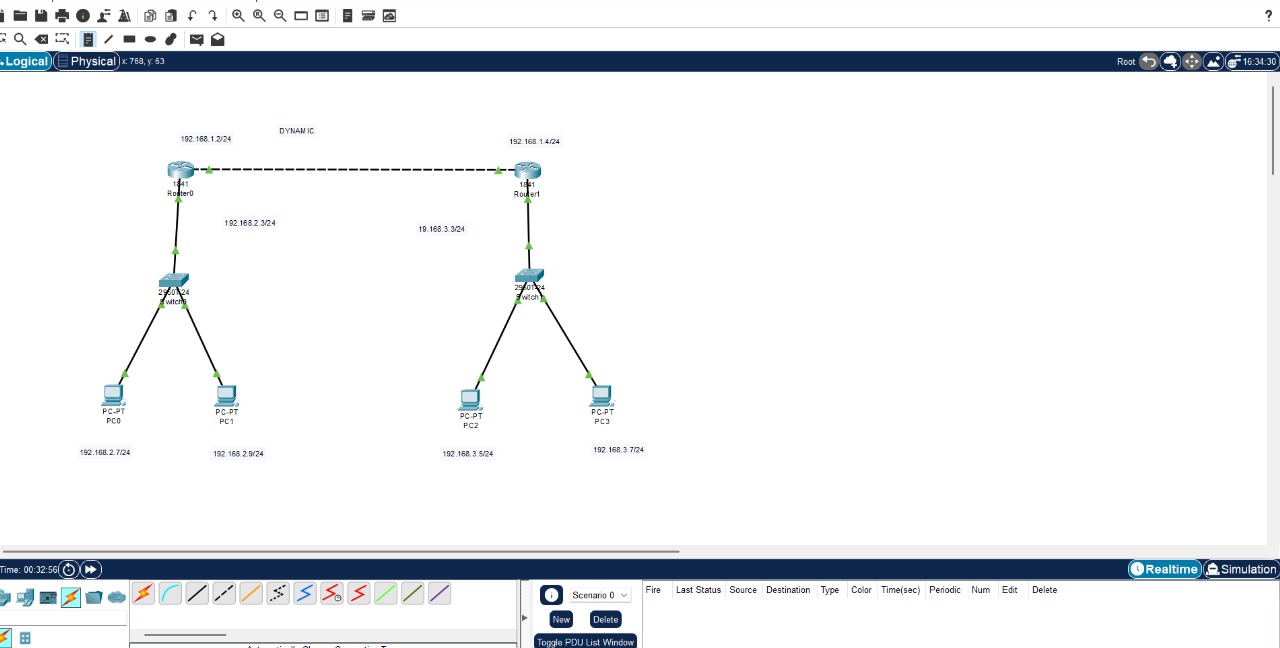 Logical Physical x: 768, y: 63 Root 16:34:30
DYNAMIC
192.168.1.2/24
192.168.1.4/24
1841
Router0
1841
Router1
192.168.2.3/24
19.168.3.3/24
2950T-24
Switch0
2950T-24
Switch
PC-PT
PC0
PC-PT
PC1
PC-PT
PC2
PC-PT
PC3
192.168.2.7/24
192.168.2.9/24
192.168.3.5/24
192.168.3.7/24
Time: 00:32:56 Realtime Simulation
Scenario 0
New Delete
Toggle PDU List Window
Fire Last Status Source Destination Type Color Time(sec) Periodic Num Edit Delete